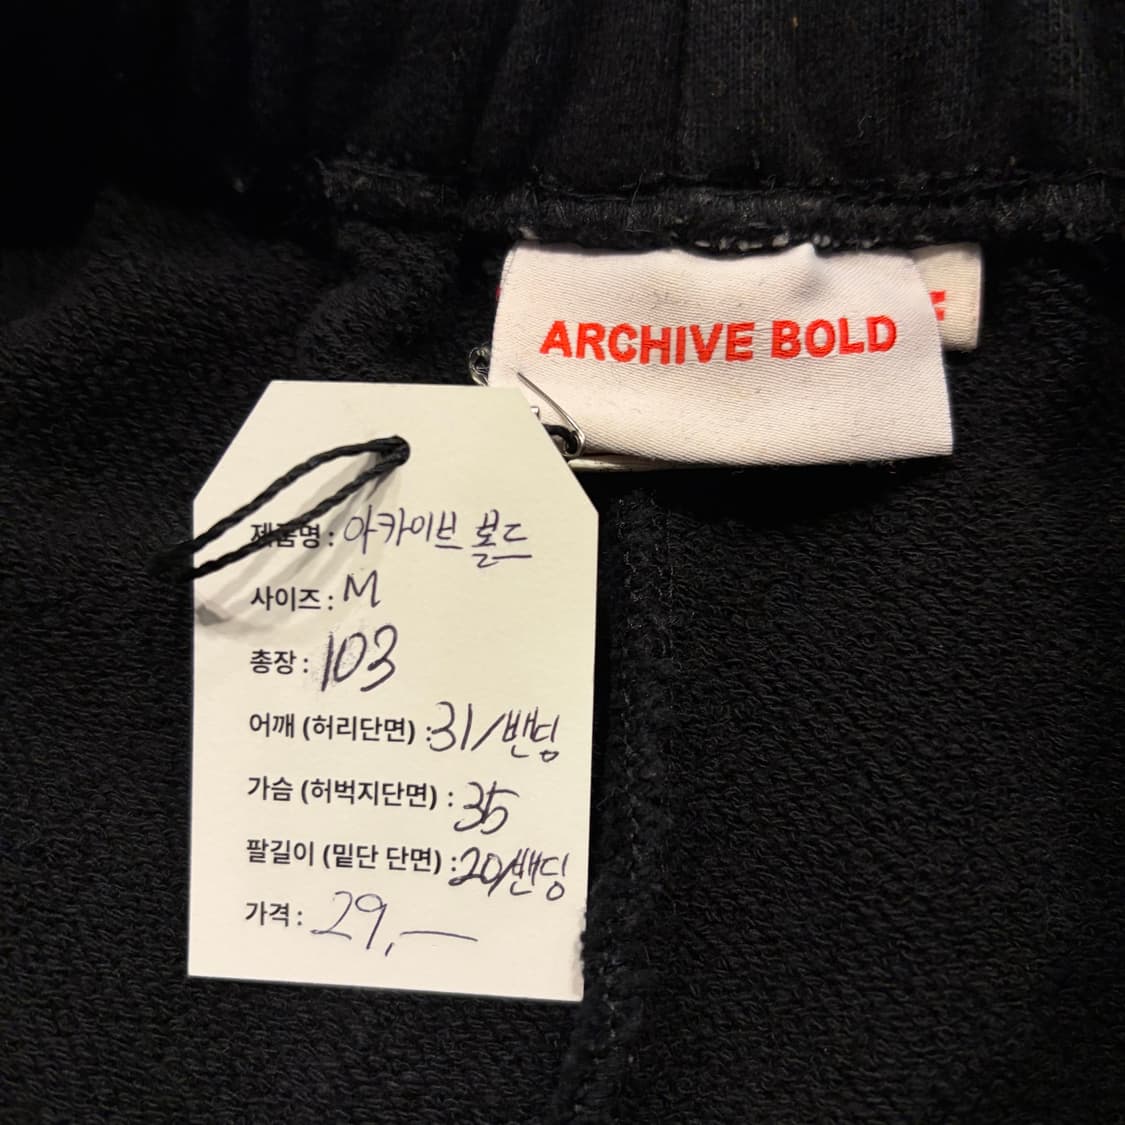 ARCHIVE BOLD
제품명 : 아카이브 볼드
사이즈 : M
총장 : 103
어깨 (허리단면) : 31/밴딩
가슴 (허벅지단면) : 35
팔길이 (밑단 단면) : 20/밴딩
가격 : 29,—